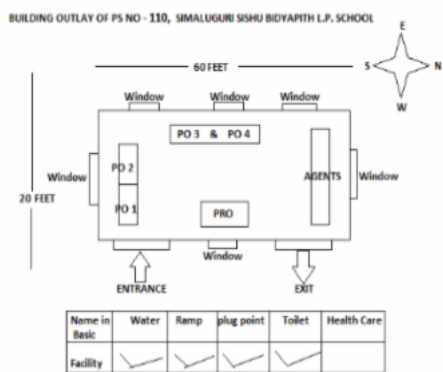 BUILDING OUTLAY OF PS NO - 110, SIMALUGURI SISHU BIDYAPITH L.P. SCHOOL
E
60 FEET
S
N
W
Window
Window
Window
PO 3 & PO 4
Window
PO 2
AGENTS
Window
20 FEET
PO 1
PRO
Window
ENTRANCE
EXIT
Name in Basic
Water
Ramp
plug point
Toilet
Health Care
Facility